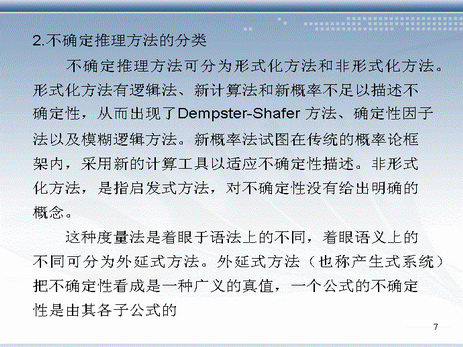 2.不确定推理方法的分类
不确定推理方法可分为形式化方法和非形式化方法。
形式化方法有逻辑法、新计算法和新概率不足以描述不
确定性，从而出现了Dempster-Shafer 方法、确定性因子
法以及模糊逻辑方法。新概率法试图在传统的概率论框
架内，采用新的计算工具以适应不确定性描述。非形式
化方法，是指启发式方法，对不确定性没有给出明确的
概念。
这种度量法是着眼于语法上的不同，着眼语义上的
不同可分为外延式方法。外延式方法（也称产生式系统）
把不确定性看成是一种广义的真值，一个公式的不确定
性是由其各子公式的
7